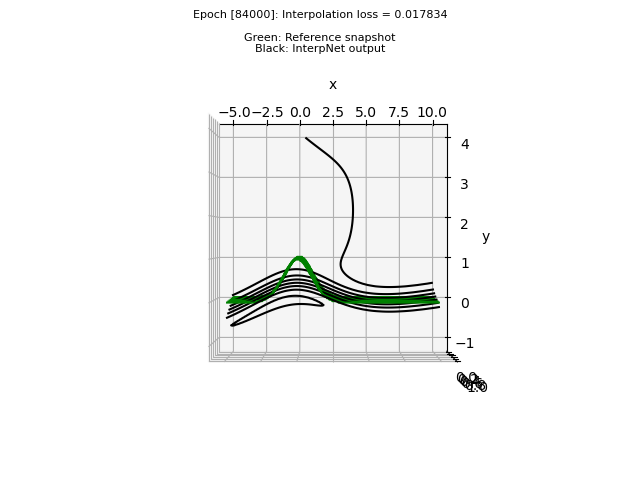 Epoch [84000]: Interpolation loss = 0.017834
Green: Reference snapshot
Black: InterpNet output
x
−5.0 −2.5 0.0 2.5 5.0 7.5 10.0
4
3
2
y
1
0
−1